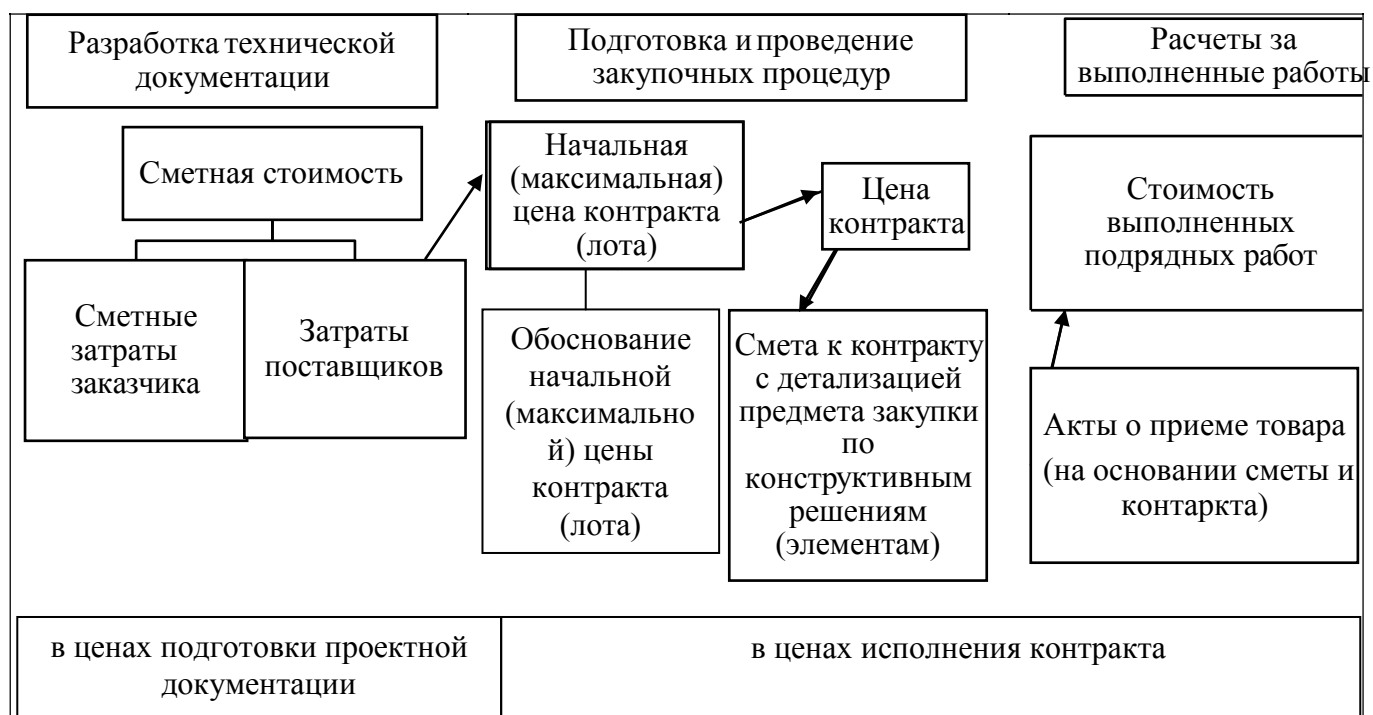 Разработка технической
документации
Подготовка и проведение
закупочных процедур
Расчеты за
выполненные работы
Сметная стоимость
Начальная
(максимальная)
цена контракта
(лота)
Цена
контракта
Стоимость
выполненных
подрядных работ
Сметные
затраты
заказчика
Затраты
поставщиков
Обоснование
начальной
(максимально
й) цены
контракта
(лота)
Смета к контракту
с детализацией
предмета закупки
по
конструктивным
решениям
(элементам)
Акты о приеме товара
(на основании сметы и
контаркта)
в ценах подготовки проектной
документации
в ценах исполнения контракта